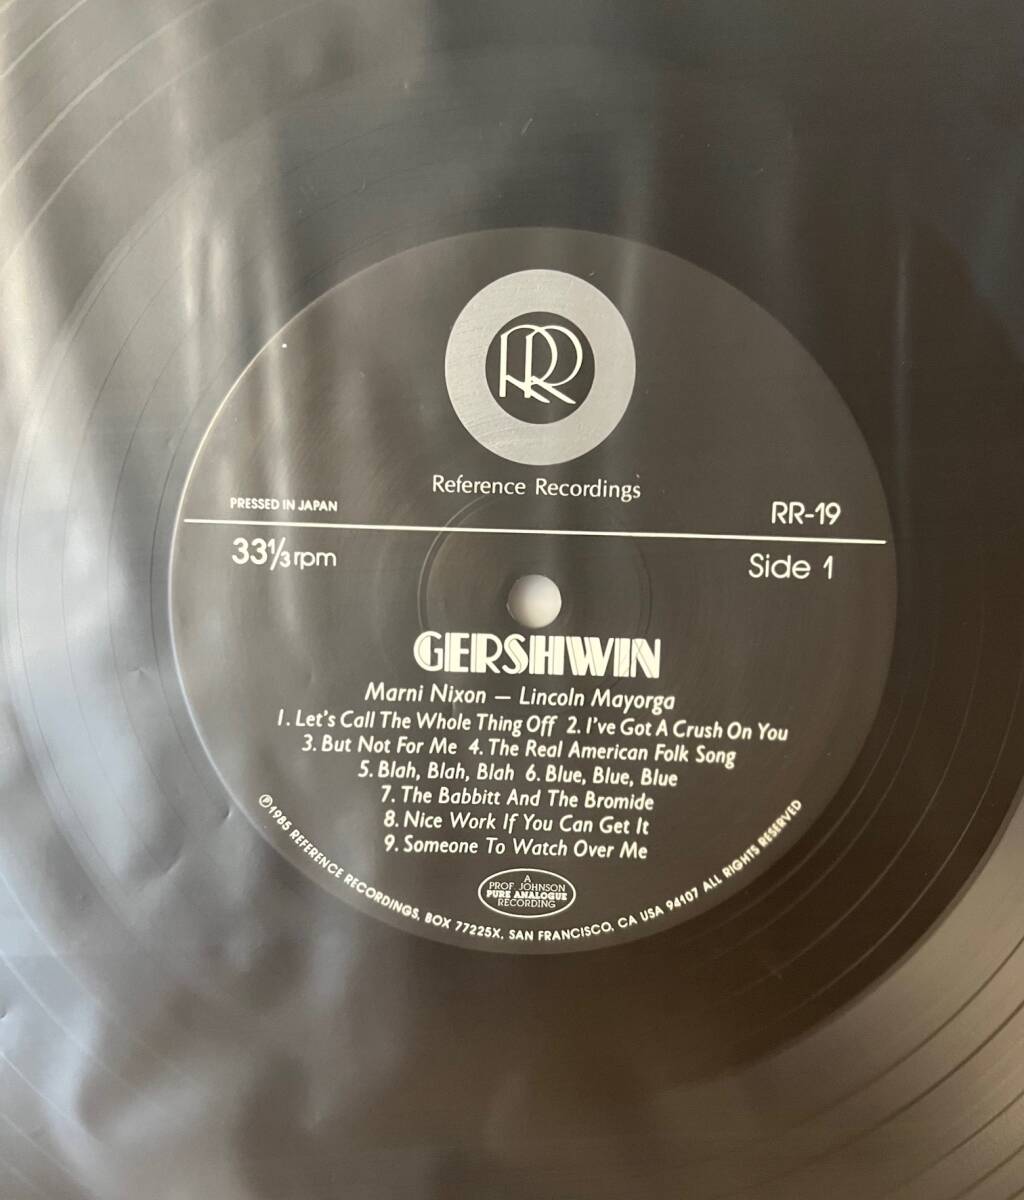 RR
Reference Recordings
PRESSED IN JAPAN
RR-19
33⅓ rpm
Side 1
GERSHWIN
Marni Nixon — Lincoln Mayorga
1. Let's Call The Whole Thing Off 2. I've Got A Crush On You
3. But Not For Me 4. The Real American Folk Song
5. Blah, Blah, Blah 6. Blue, Blue, Blue
7. The Babbitt And The Bromide
8. Nice Work If You Can Get It
9. Someone To Watch Over Me
A
PROF. JOHNSON
PURE ANALOGUE
RECORDING
℗1985 REFERENCE RECORDINGS, BOX 77225X, SAN FRANCISCO, CA USA 94107 ALL RIGHTS RESERVED